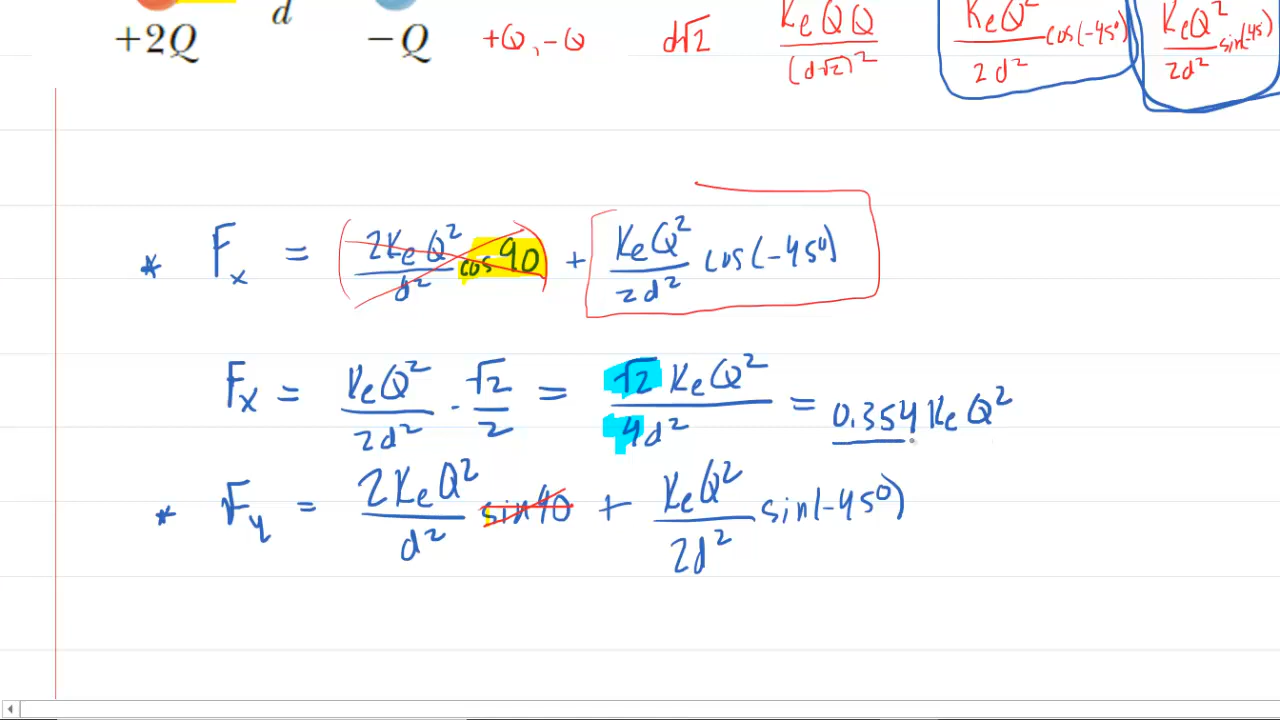 +2Q d −Q +Q, −Q d√2 KeQQ/(d√2)² KeQ²/2d² cos(−45°) KeQ²/2d² sin(-45)
* Fx = (2KeQ²/d² cos 90) + KeQ²/2d² cos(−45°)
Fx = KeQ²/2d² · √2/2 = √2 KeQ²/4d² = 0.354 KeQ²
* Fy = 2KeQ²/d² sin90 + KeQ²/2d² sin(−45°)